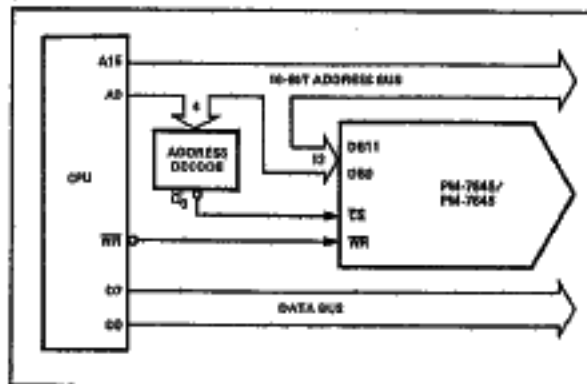 A15
16-BIT ADDRESS BUS
A0
4
ADDRESS
DECODE
DB11
12
DB0
CPU
PM-7545/
PM-7645
CS
WR
WR
D7
DATA BUS
D0